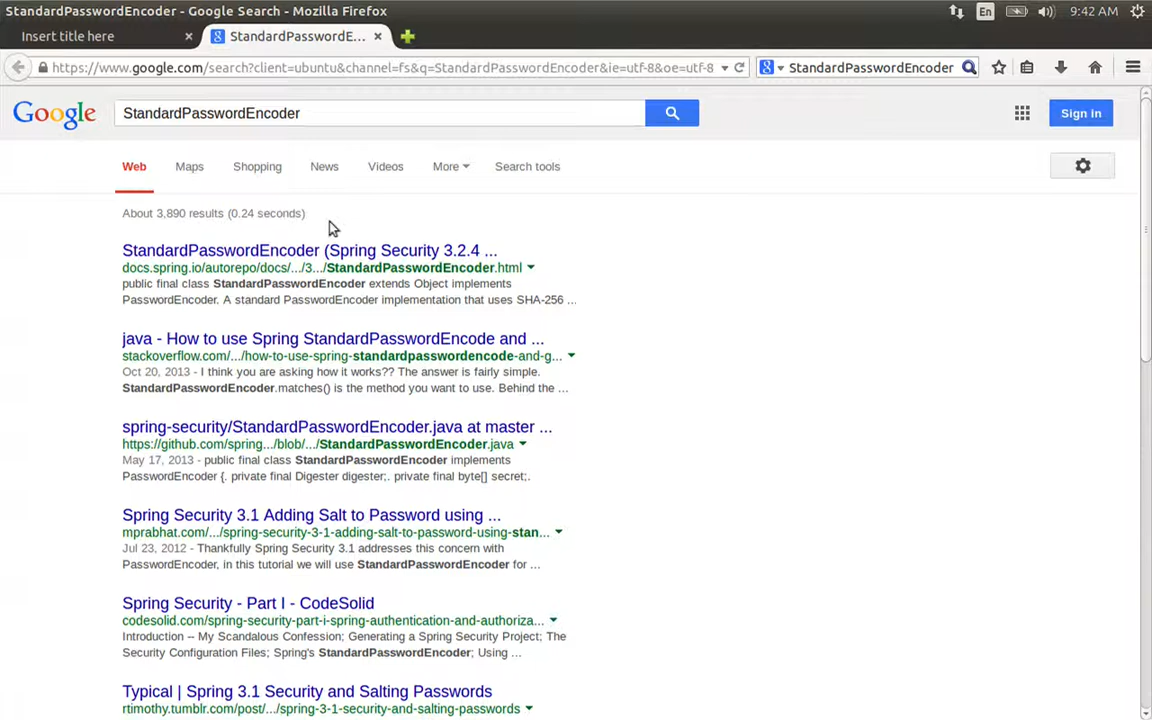 StandardPasswordEncoder - Google Search - Mozilla Firefox
En
9:42 AM
Insert title here
StandardPasswordE...
https://www.google.com/search?client=ubuntu&channel=fs&q=StandardPasswordEncoder&ie=utf-8&oe=utf-8
StandardPasswordEncoder
Google
StandardPasswordEncoder
Sign in
Web Maps Shopping News Videos More Search tools
About 3,890 results (0.24 seconds)
StandardPasswordEncoder (Spring Security 3.2.4 ...
docs.spring.io/autorepo/docs/.../3.../StandardPasswordEncoder.html
public final class StandardPasswordEncoder extends Object implements
PasswordEncoder. A standard PasswordEncoder implementation that uses SHA-256 ...
java - How to use Spring StandardPasswordEncode and ...
stackoverflow.com/.../how-to-use-spring-standardpasswordencode-and-g...
Oct 20, 2013 - I think you are asking how it works?? The answer is fairly simple.
StandardPasswordEncoder.matches() is the method you want to use. Behind the ...
spring-security/StandardPasswordEncoder.java at master ...
https://github.com/spring.../blob/.../StandardPasswordEncoder.java
May 17, 2013 - public final class StandardPasswordEncoder implements
PasswordEncoder {. private final Digester digester;. private final byte[] secret;.
Spring Security 3.1 Adding Salt to Password using ...
mprabhat.com/.../spring-security-3-1-adding-salt-to-password-using-stan...
Jul 23, 2012 - Thankfully Spring Security 3.1 addresses this concern with
PasswordEncoder, in this tutorial we will use StandardPasswordEncoder for ...
Spring Security - Part I - CodeSolid
codesolid.com/spring-security-part-i-spring-authentication-and-authoriza...
Introduction -- My Scandalous Confession; Generating a Spring Security Project; The
Security Configuration Files; Spring's StandardPasswordEncoder; Using ...
Typical | Spring 3.1 Security and Salting Passwords
rtimothy.tumblr.com/post/.../spring-3-1-security-and-salting-passwords